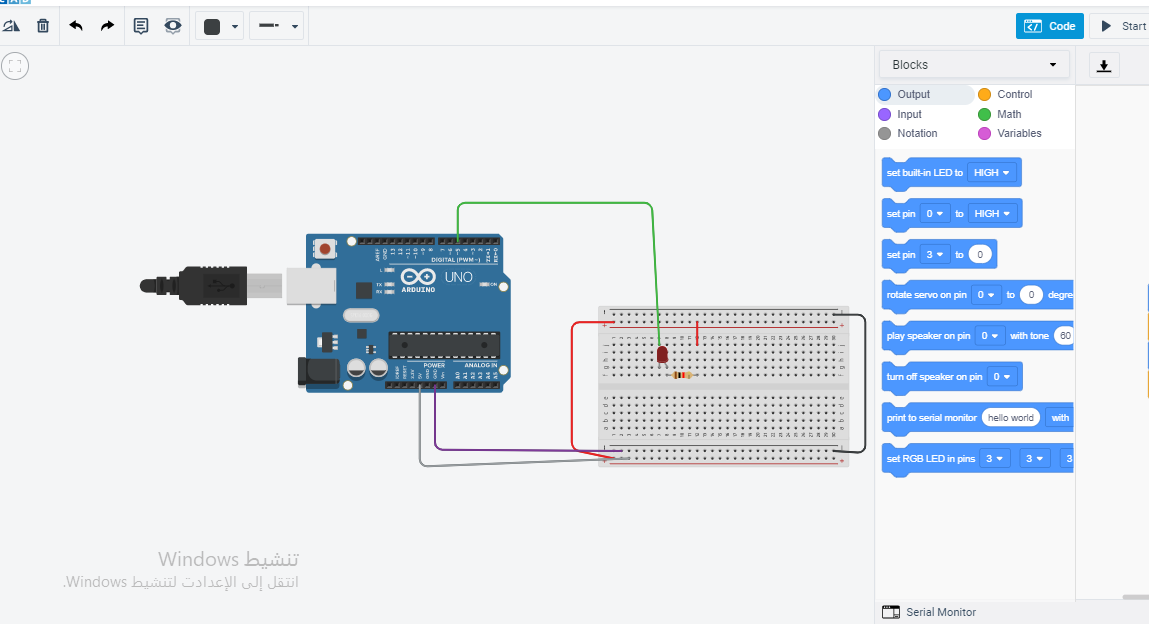 Code
Start
Blocks
Output
Control
Input
Math
Notation
Variables
set built-in LED to HIGH
set pin 0 to HIGH
set pin 3 to 0
rotate servo on pin 0 to 0 degre
play speaker on pin 0 with tone 60
turn off speaker on pin 0
print to serial monitor hello world with
set RGB LED in pins 3 3 3
DIGITAL (PWM~)
UNO
ARDUINO
L
TX
RX
ON
POWER
ANALOG IN
تنشيط Windows
انتقل إلى الإعدادت لتنشيط Windows.
Serial Monitor